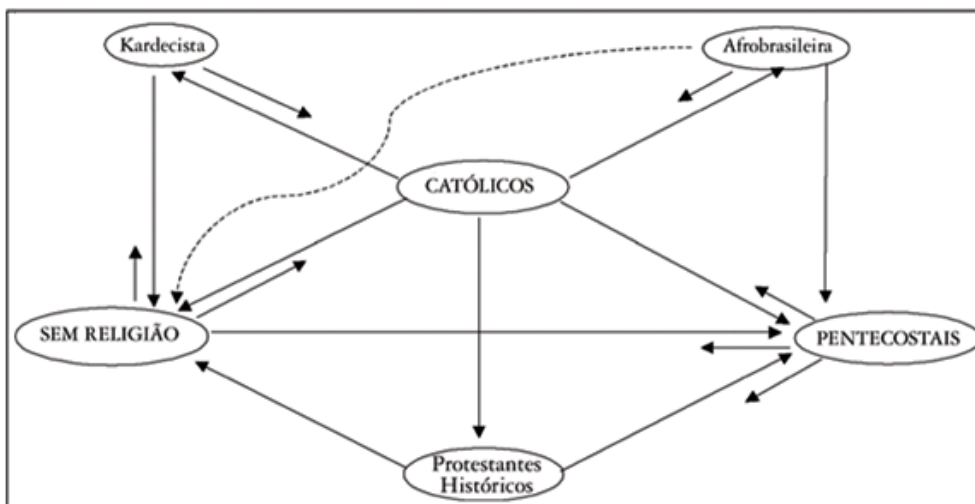 Kardecista
Afrobrasileira
CATÓLICOS
SEM RELIGIÃO
PENTECOSTAIS
Protestantes
Históricos